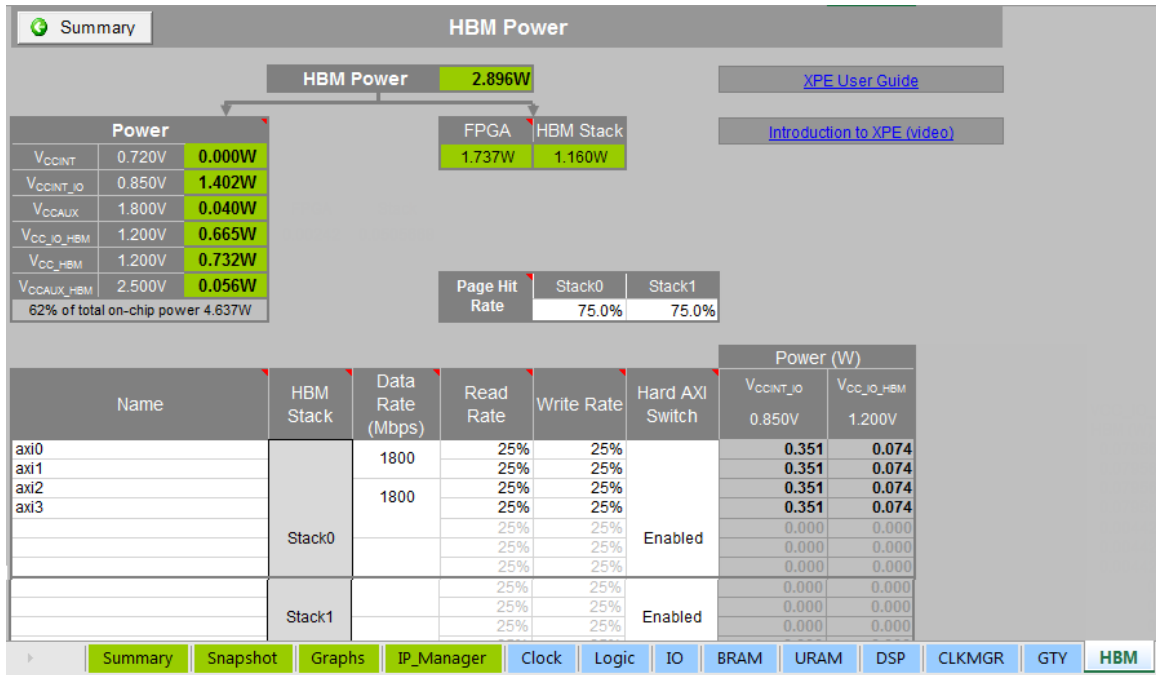 Summary
HBM Power
HBM Power 2.896W
XPE User Guide
Power
FPGA HBM Stack
Introduction to XPE (video)
VCCINT 0.720V 0.000W
1.737W 1.160W
VCCINT_IO 0.850V 1.402W
VCCAUX 1.800V 0.040W
VCC_IO_HBM 1.200V 0.665W
VCC_HBM 1.200V 0.732W
VCCAUX_HBM 2.500V 0.056W
62% of total on-chip power 4.637W
Page Hit Rate Stack0 Stack1
75.0% 75.0%
Power (W)
Name HBM Stack Data Rate (Mbps) Read Rate Write Rate Hard AXI Switch VCCINT_IO 0.850V VCC_IO_HBM 1.200V
axi0 1800 25% 25% 0.351 0.074
axi1 25% 25% 0.351 0.074
axi2 1800 25% 25% 0.351 0.074
axi3 25% 25% 0.351 0.074
25% 25% 0.000 0.000
Stack0 25% 25% Enabled 0.000 0.000
25% 25% 0.000 0.000
25% 25% 0.000 0.000
Stack1 25% 25% Enabled 0.000 0.000
25% 25% 0.000 0.000
Summary Snapshot Graphs IP_Manager Clock Logic IO BRAM URAM DSP CLKMGR GTY HBM